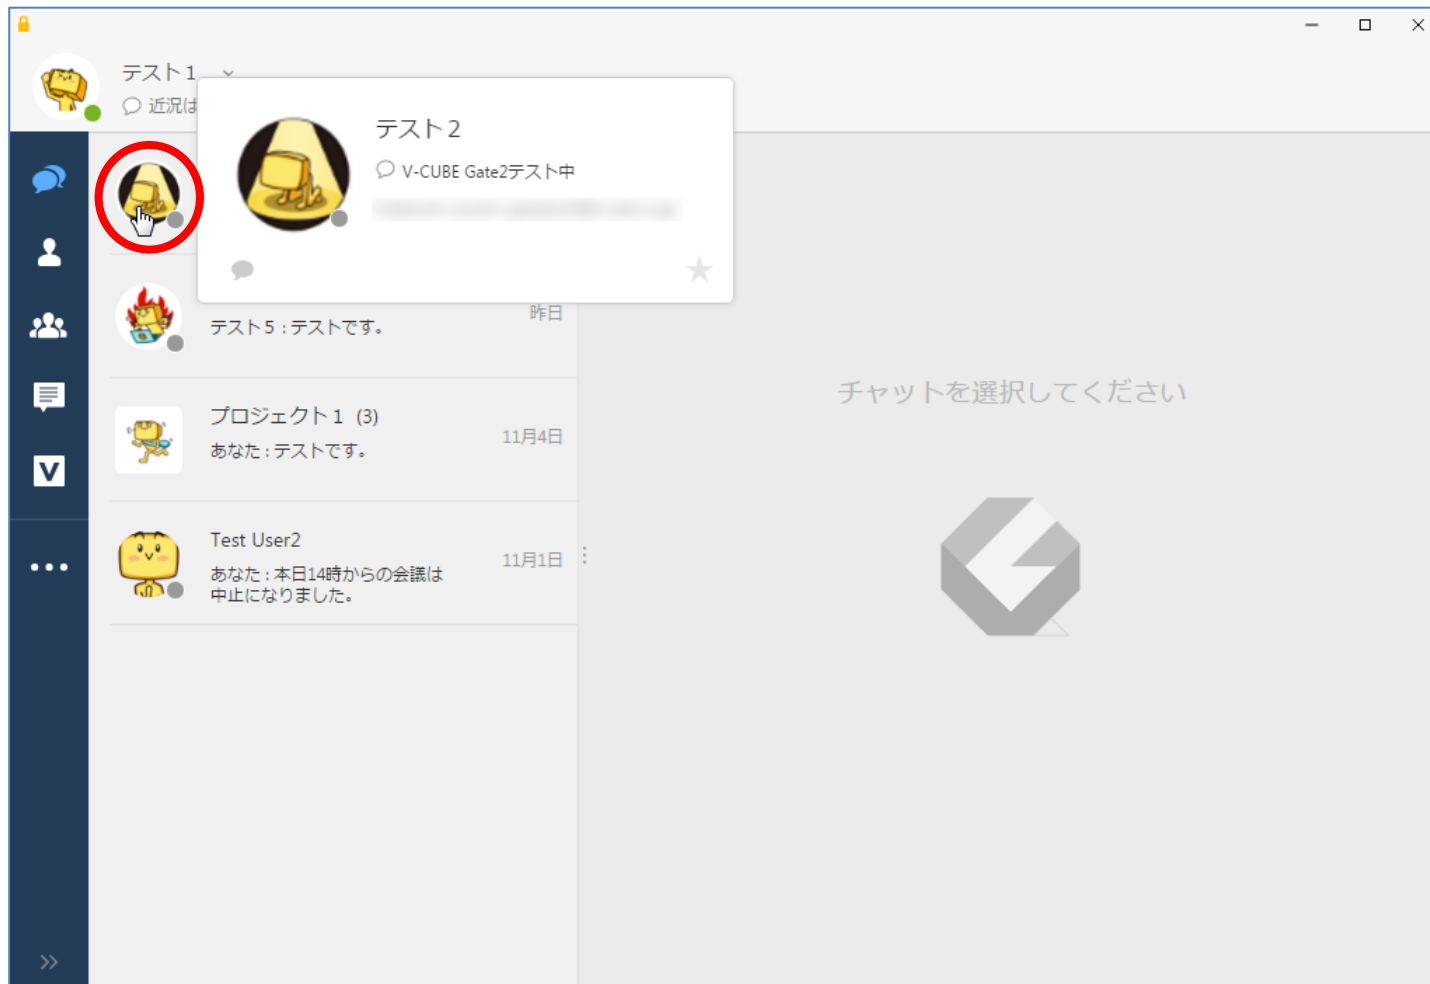 テスト１
近況は
テスト２
V-CUBE Gate2テスト中
昨日
テスト５ : テストです。
プロジェクト１ (3)
11月4日
あなた : テストです。
Test User2
11月1日
あなた : 本日14時からの会議は
中止になりました。
チャットを選択してください
V